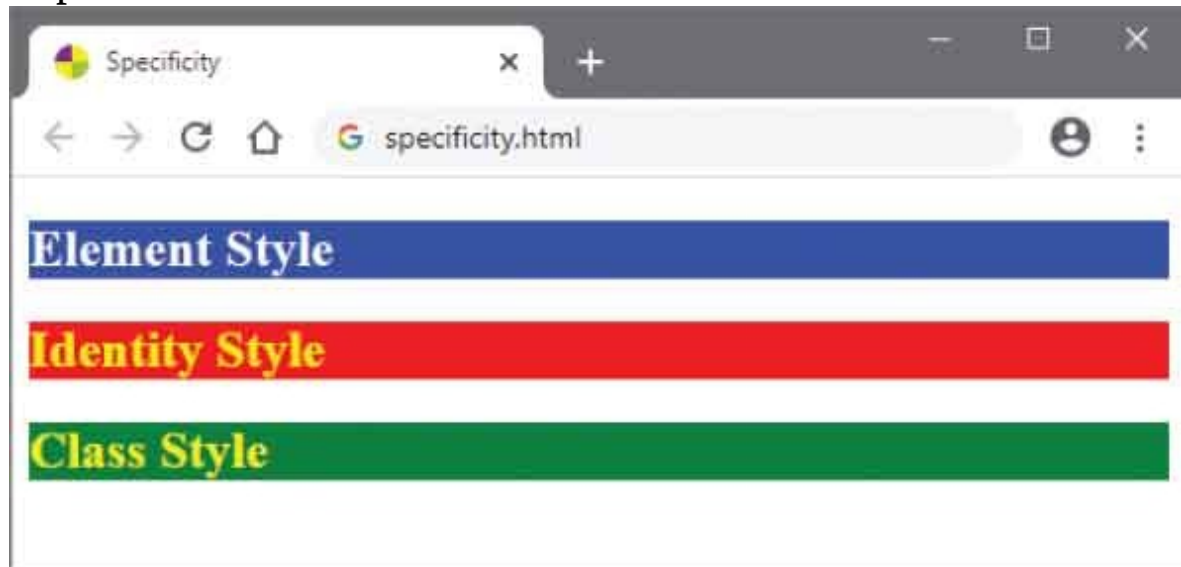 Specificity
specificity.html
Element Style
Identity Style
Class Style